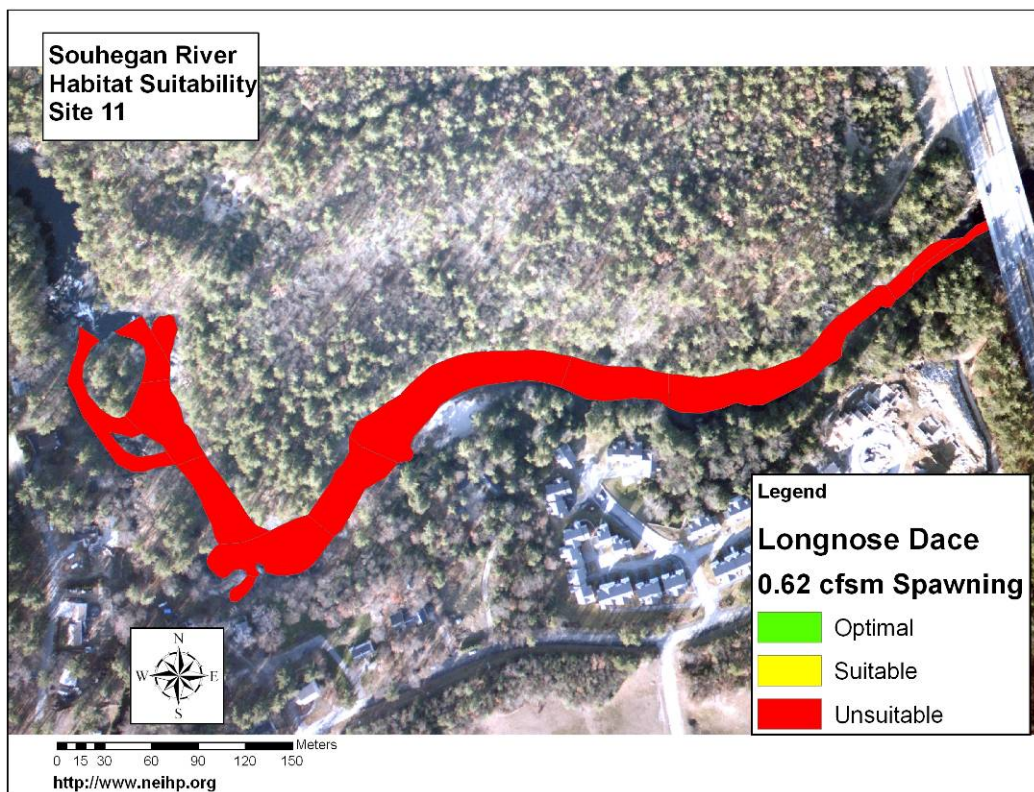 Souhegan River
Habitat Suitability
Site 11
Legend
Longnose Dace
0.62 cfsm Spawning
Optimal
Suitable
Unsuitable
N
W E
S
Meters
0 15 30 60 90 120 150
http://www.neihp.org